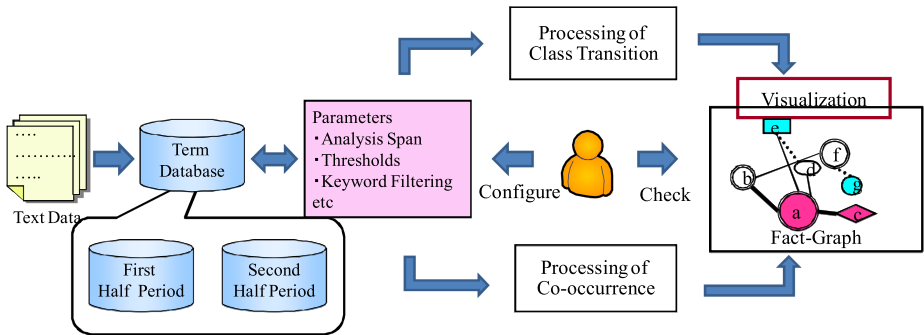 Processing of
Class Transition
Visualization
Parameters
・Analysis Span
・Thresholds
・Keyword Filtering
etc
Term
Database
Text Data
Configure
Check
e
f
d
b
g
a
c
Fact-Graph
First
Half Period
Second
Half Period
Processing of
Co-occurrence